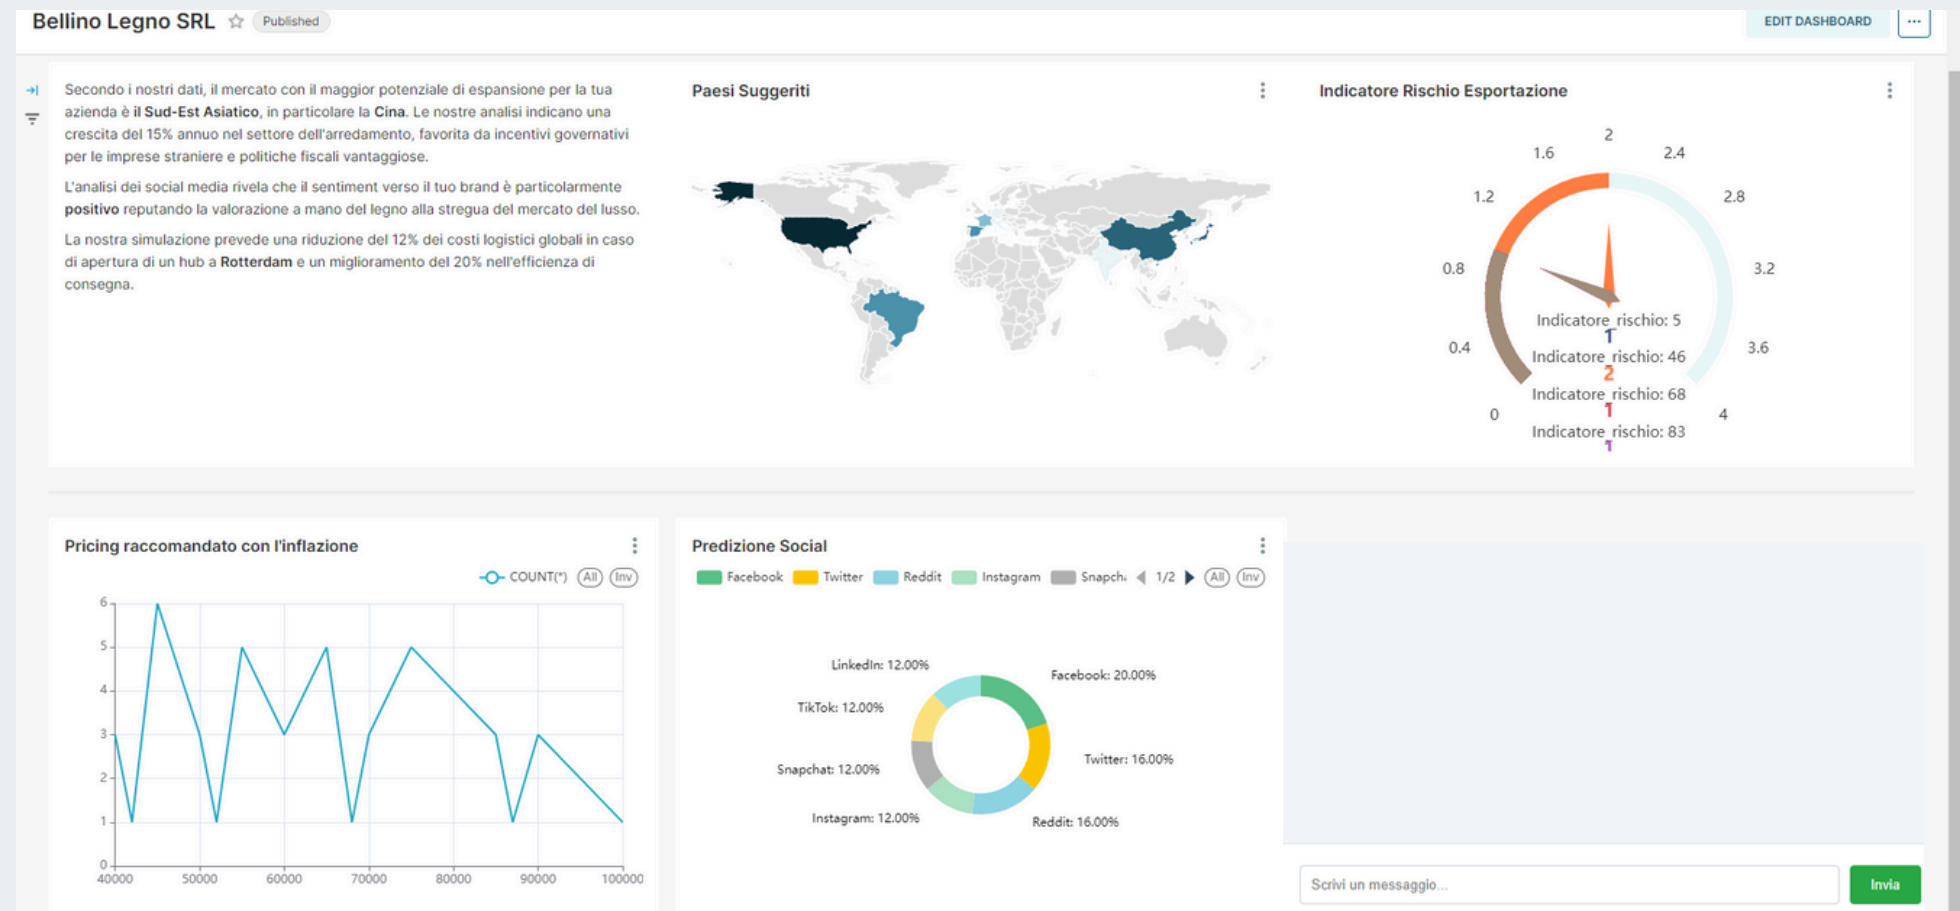 Bellino Legno SRL
Published
EDIT DASHBOARD
...
Secondo i nostri dati, il mercato con il maggior potenziale di espansione per la tua
azienda è il Sud-Est Asiatico, in particolare la Cina. Le nostre analisi indicano una
crescita del 15% annuo nel settore dell'arredamento, favorita da incentivi governativi
per le imprese straniere e politiche fiscali vantaggiose.
L'analisi dei social media rivela che il sentiment verso il tuo brand è particolarmente
positivo reputando la valorazione a mano del legno alla stregua del mercato del lusso.
La nostra simulazione prevede una riduzione del 12% dei costi logistici globali in caso
di apertura di un hub a Rotterdam e un miglioramento del 20% nell'efficienza di
consegna.
Paesi Suggeriti
Indicatore Rischio Esportazione
0
0.4
0.8
1.2
1.6
2
2.4
2.8
3.2
3.6
4
Indicatore_rischio: 5
1
Indicatore_rischio: 46
2
Indicatore_rischio: 68
1
Indicatore_rischio: 83
1
Pricing raccomandato con l'inflazione
COUNT(*) All Inv
6
5
4
3
2
1
0
40000 50000 60000 70000 80000 90000 100000
Predizione Social
Facebook Twitter Reddit Instagram Snapch 1/2 All Inv
LinkedIn: 12.00%
Facebook: 20.00%
TikTok: 12.00%
Twitter: 16.00%
Snapchat: 12.00%
Instagram: 12.00%
Reddit: 16.00%
Scrivi un messaggio...
Invia